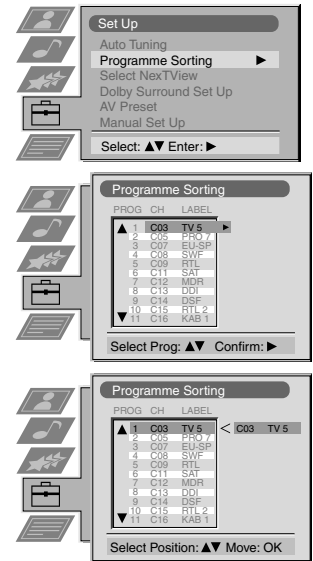 Set Up
Auto Tuning
Programme Sorting ▶
Select NexTView
Dolby Surround Set Up
AV Preset
Manual Set Up
Select: ▲▼ Enter: ▶
Programme Sorting
PROG CH LABEL
▲ 1 C03 TV 5 ▶
2 C05 PRO 7
3 C07 EU-SP
4 C08 SWF
5 C09 RTL
6 C11 SAT
7 C12 MDR
8 C13 DDI
9 C14 DSF
10 C15 RTL 2
▼ 11 C16 KAB 1
Select Prog: ▲▼ Confirm: ▶
Programme Sorting
PROG CH LABEL
▲ 1 C03 TV 5 < C03 TV 5
2 C05 PRO 7
3 C07 EU-SP
4 C08 SWF
5 C09 RTL
6 C11 SAT
7 C12 MDR
8 C13 DDI
9 C14 DSF
10 C15 RTL 2
▼ 11 C16 KAB 1
Select Position: ▲▼ Move: OK